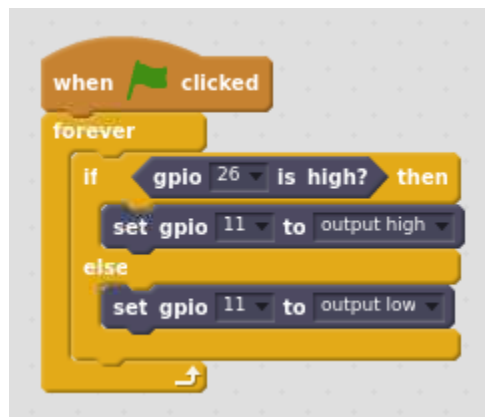 when clicked
forever
if gpio 26 is high? then
set gpio 11 to output high
else
set gpio 11 to output low